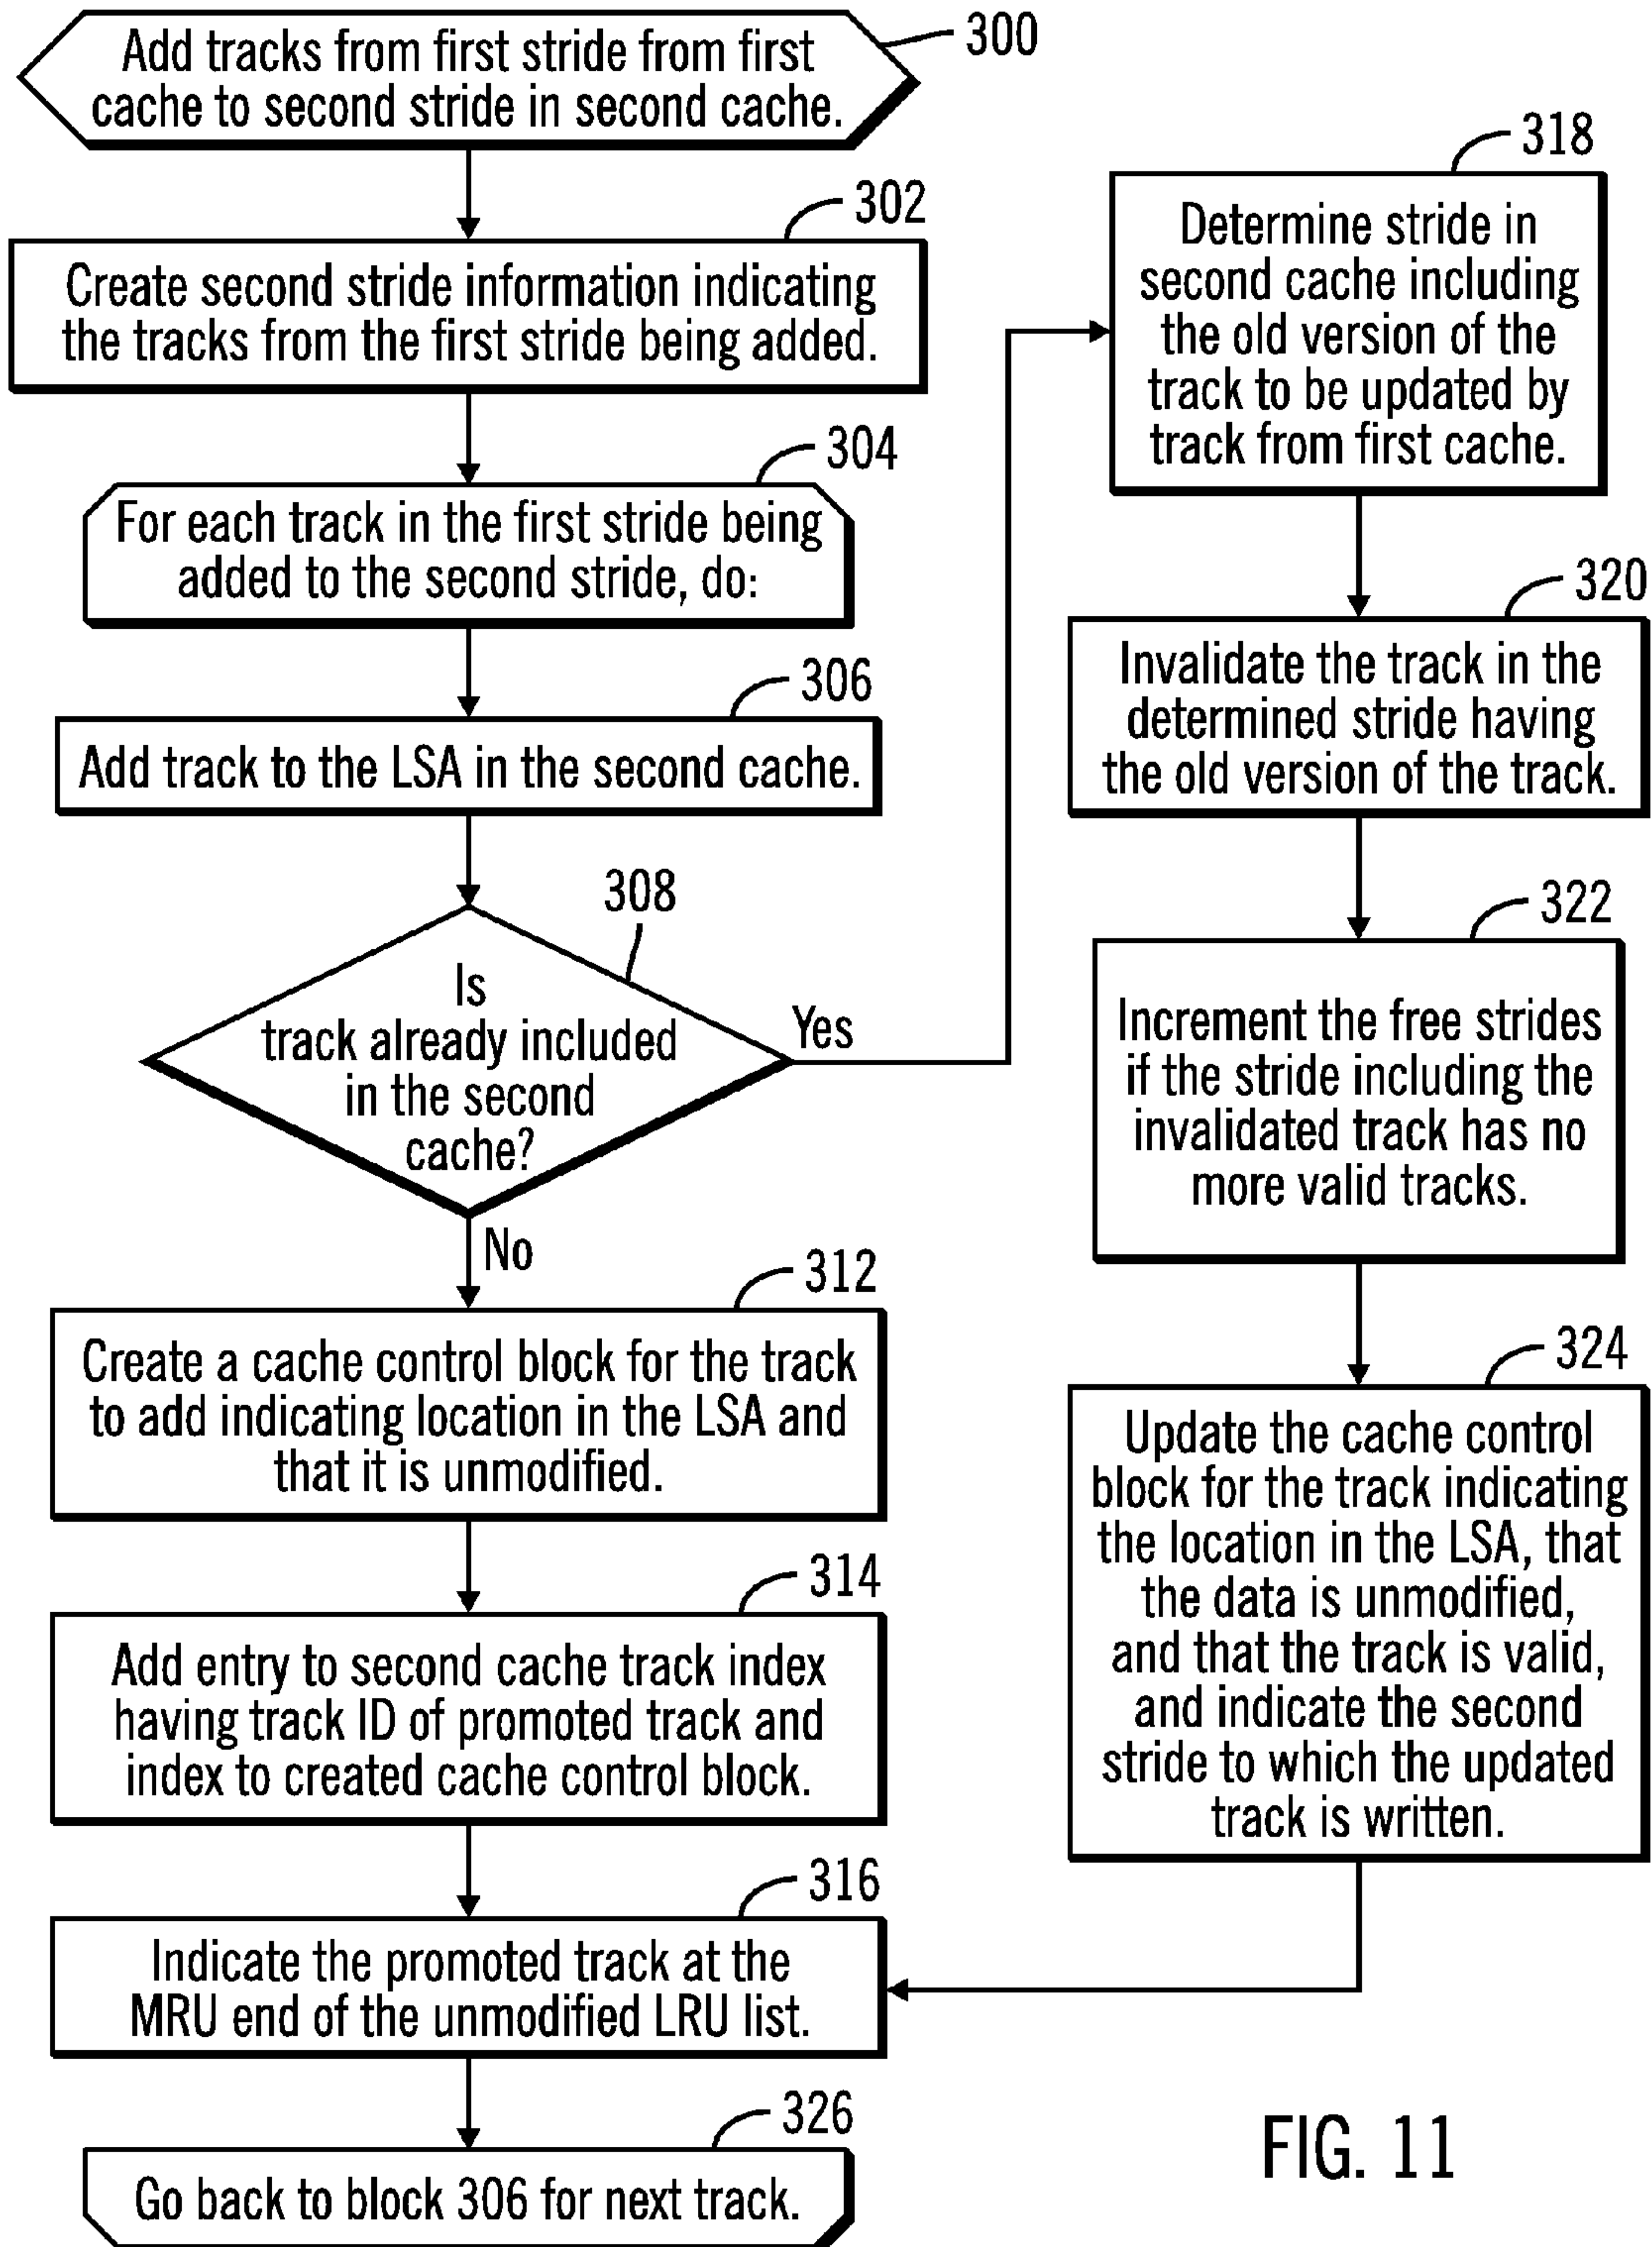 Add tracks from first stride from first
cache to second stride in second cache.
300
302
Create second stride information indicating
the tracks from the first stride being added.
304
For each track in the first stride being
added to the second stride, do:
306
Add track to the LSA in the second cache.
308
Is
track already included
in the second
cache?
Yes
No
312
Create a cache control block for the track
to add indicating location in the LSA and
that it is unmodified.
314
Add entry to second cache track index
having track ID of promoted track and
index to created cache control block.
316
Indicate the promoted track at the
MRU end of the unmodified LRU list.
326
Go back to block 306 for next track.
318
Determine stride in
second cache including
the old version of the
track to be updated by
track from first cache.
320
Invalidate the track in the
determined stride having
the old version of the track.
322
Increment the free strides
if the stride including the
invalidated track has no
more valid tracks.
324
Update the cache control
block for the track indicating
the location in the LSA, that
the data is unmodified,
and that the track is valid,
and indicate the second
stride to which the updated
track is written.
FIG. 11